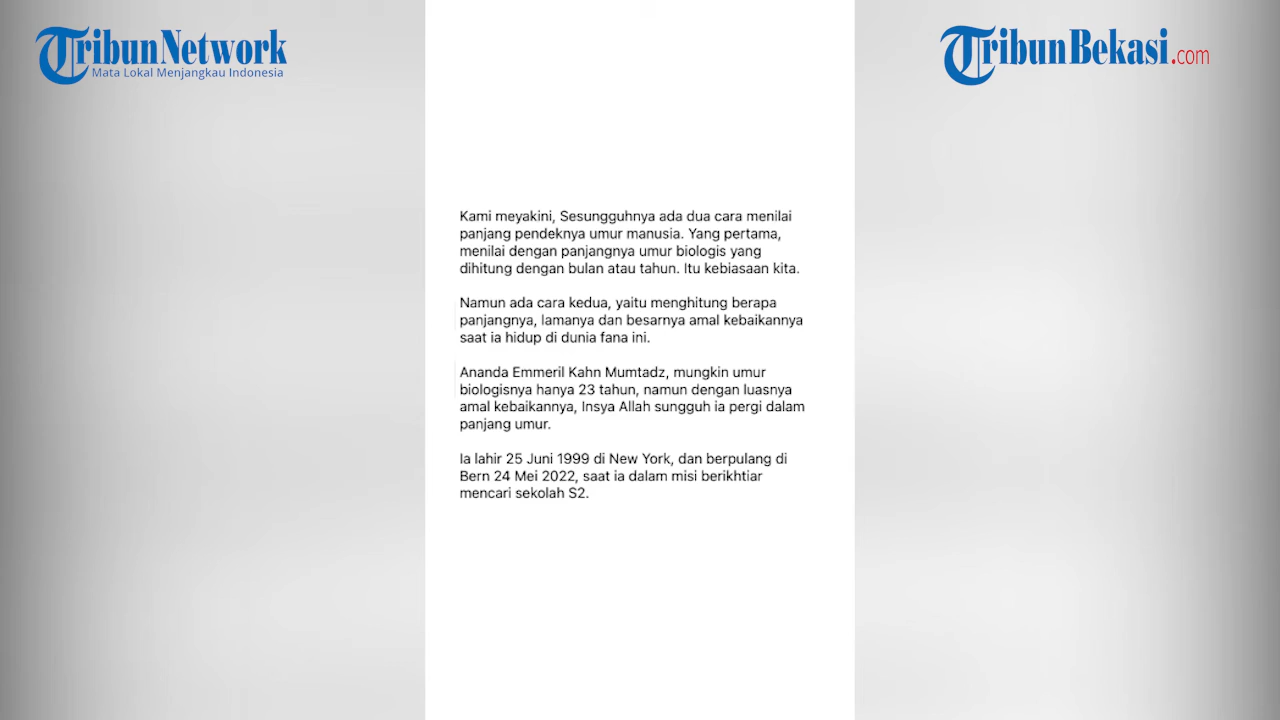 TribunNetwork
Mata Lokal Menjangkau Indonesia
TribunBekasi.com
Kami meyakini, Sesungguhnya ada dua cara menilai
panjang pendeknya umur manusia. Yang pertama,
menilai dengan panjangnya umur biologis yang
dihitung dengan bulan atau tahun. Itu kebiasaan kita.
Namun ada cara kedua, yaitu menghitung berapa
panjangnya, lamanya dan besarnya amal kebaikannya
saat ia hidup di dunia fana ini.
Ananda Emmeril Kahn Mumtadz, mungkin umur
biologisnya hanya 23 tahun, namun dengan luasnya
amal kebaikannya, Insya Allah sungguh ia pergi dalam
panjang umur.
Ia lahir 25 Juni 1999 di New York, dan berpulang di
Bern 24 Mei 2022, saat ia dalam misi berikhtiar
mencari sekolah S2.